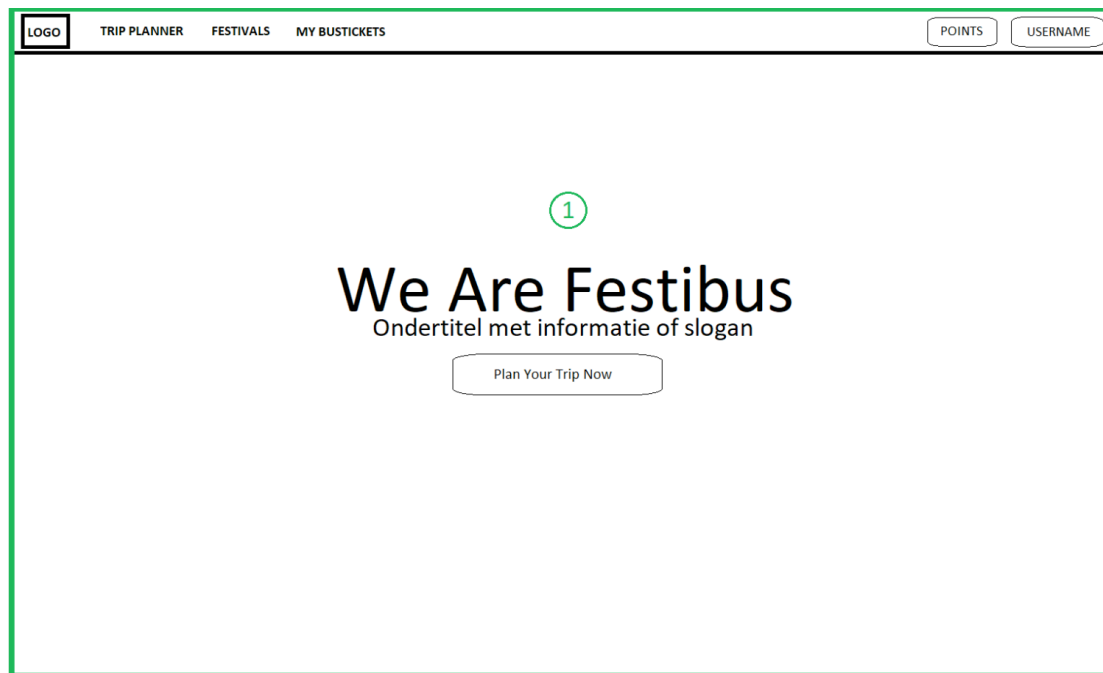 LOGO TRIP PLANNER FESTIVALS MY BUSTICKETS POINTS USERNAME
1
We Are Festibus
Ondertitel met informatie of slogan
Plan Your Trip Now